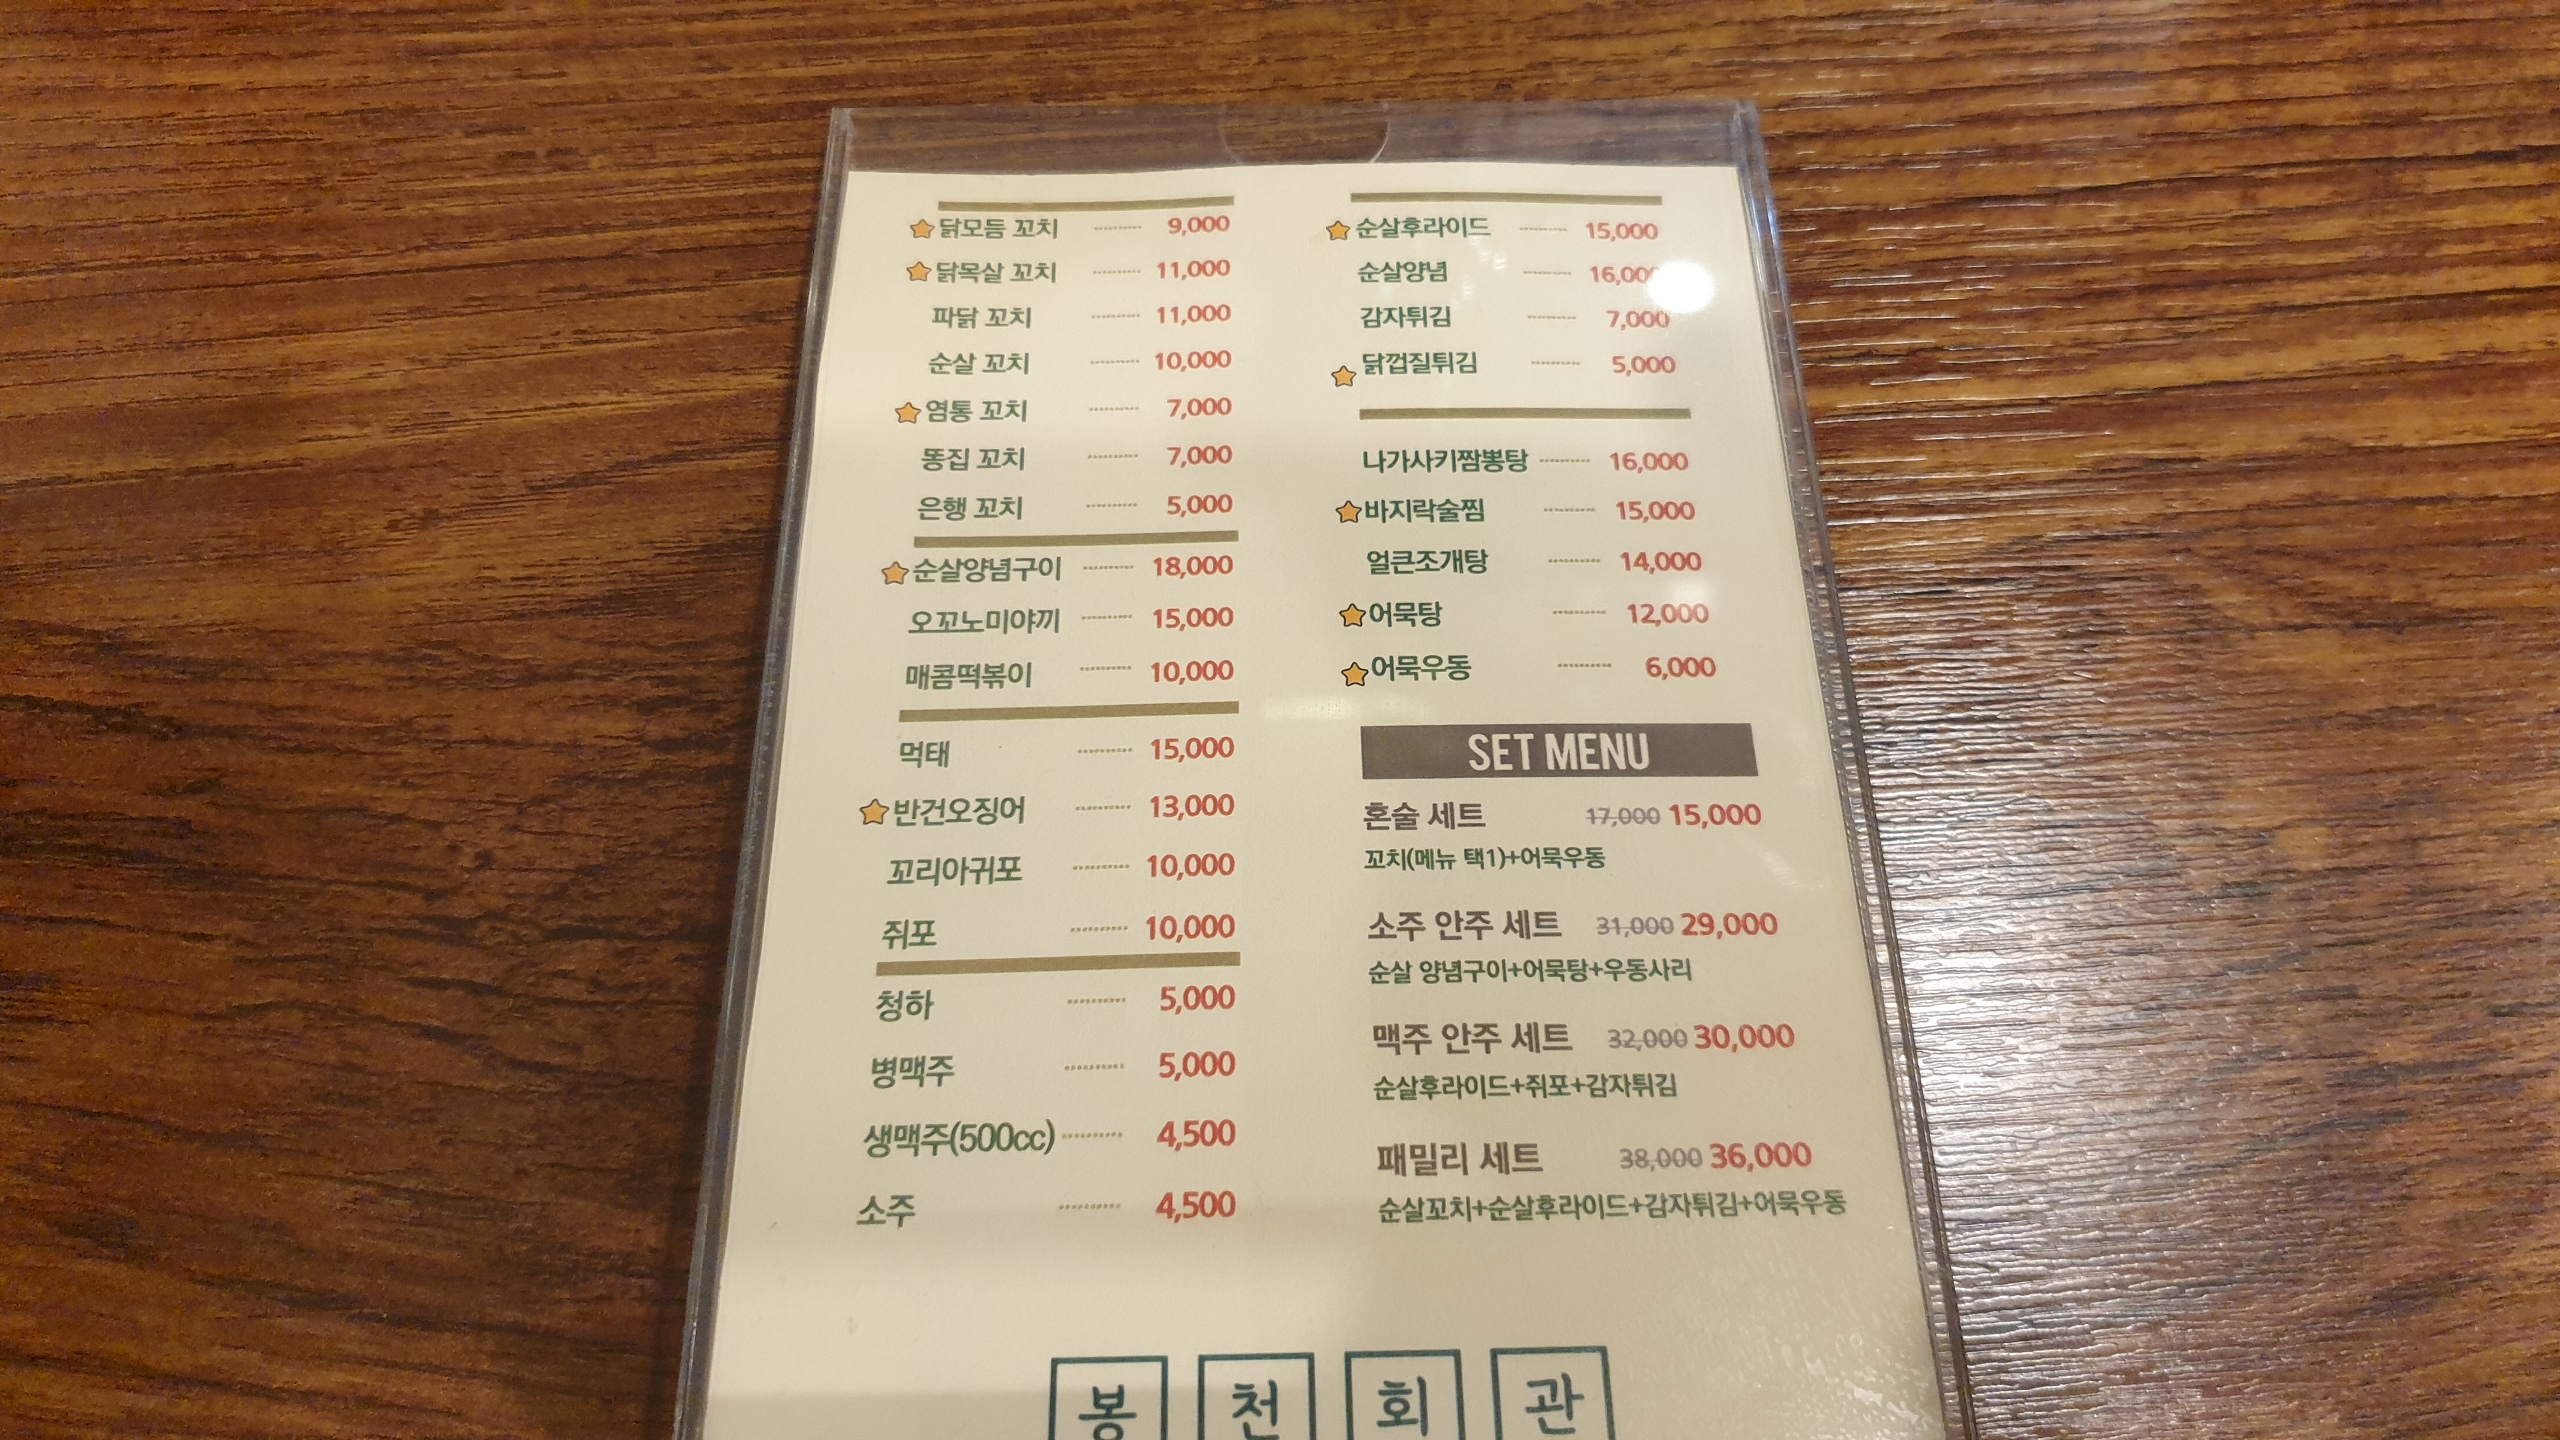 닭모듬 꼬치 9,000
닭목살 꼬치 11,000
파닭 꼬치 11,000
순살 꼬치 10,000
염통 꼬치 7,000
똥집 꼬치 7,000
은행 꼬치 5,000
순살양념구이 18,000
오꼬노미야끼 15,000
매콤떡볶이 10,000
먹태 15,000
반건오징어 13,000
꼬리아귀포 10,000
쥐포 10,000
청하 5,000
병맥주 5,000
생맥주(500cc) 4,500
소주 4,500
순살후라이드 15,000
순살양념 16,000
감자튀김 7,000
닭껍질튀김 5,000
나가사키짬뽕탕 16,000
바지락술찜 15,000
얼큰조개탕 14,000
어묵탕 12,000
어묵우동 6,000
SET MENU
혼술 세트 17,000 15,000
꼬치(메뉴 택1)+어묵우동
소주 안주 세트 31,000 29,000
순살 양념구이+어묵탕+우동사리
맥주 안주 세트 32,000 30,000
순살후라이드+쥐포+감자튀김
패밀리 세트 38,000 36,000
순살꼬치+순살후라이드+감자튀김+어묵우동
봉천회관